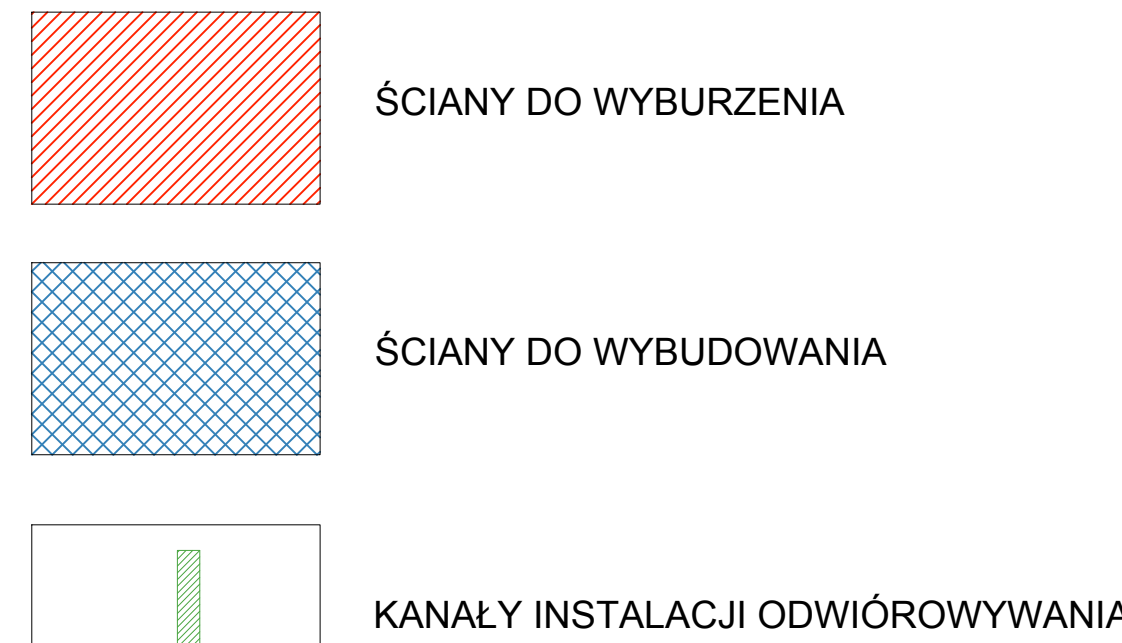 ŚCIANY DO WYBURZENIA
ŚCIANY DO WYBUDOWANIA
KANAŁY INSTALACJI ODWIÓROWYWANIA